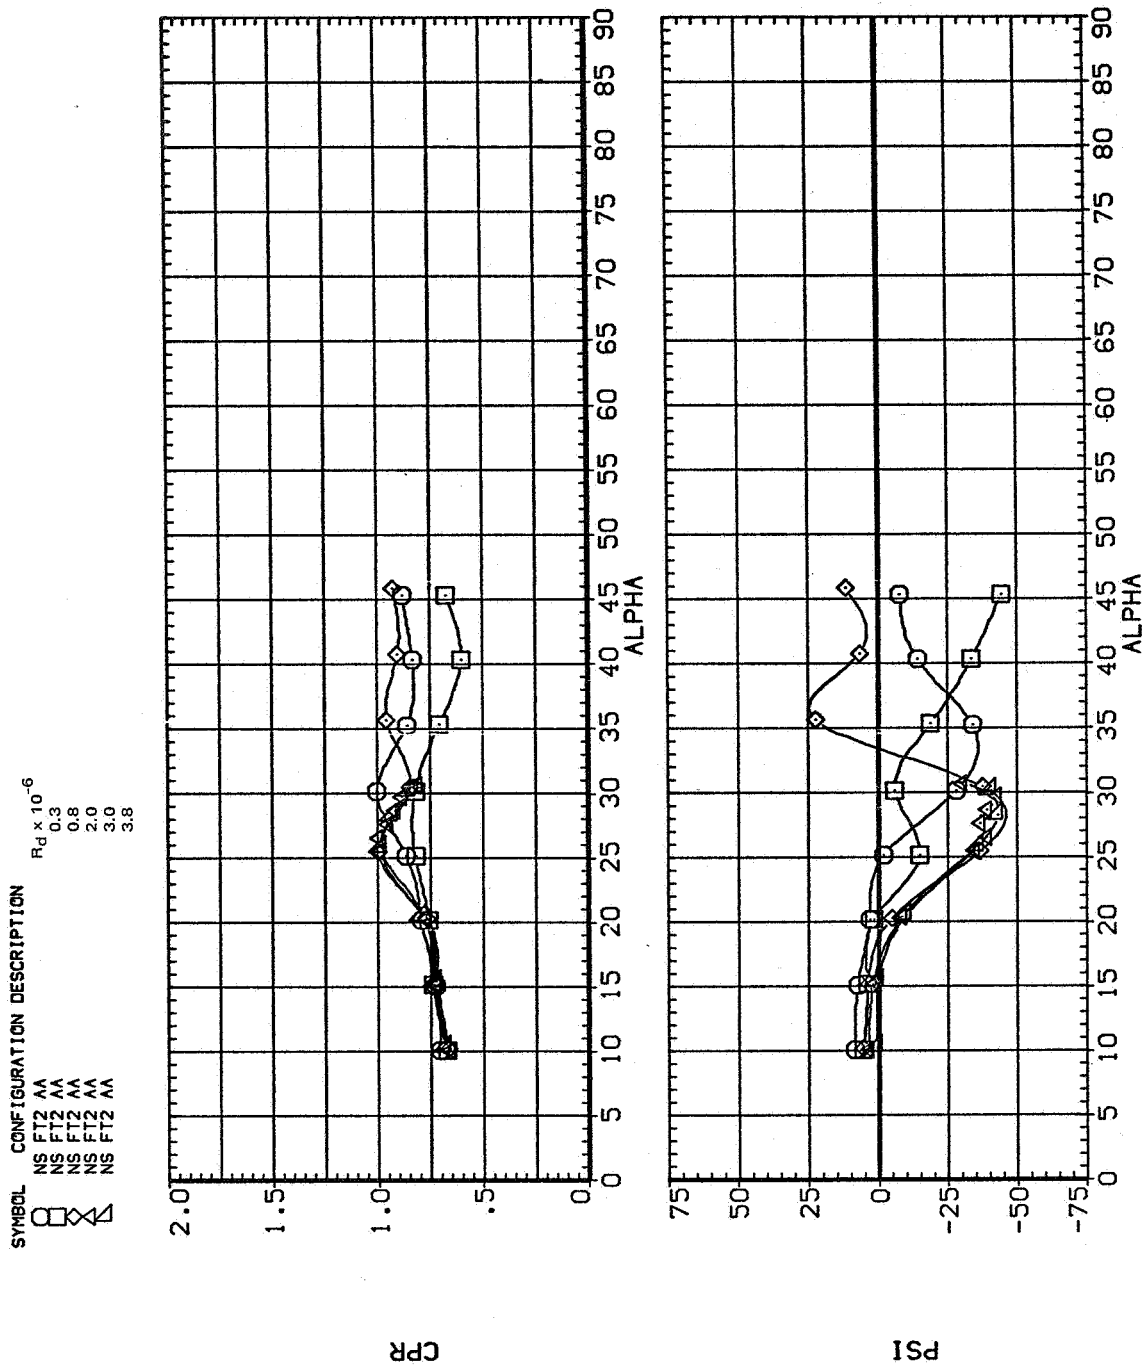 SYMBOL CONFIGURATION DESCRIPTION
Rd x 10⁻⁶
NS FT2 AA 0.3
NS FT2 AA 0.8
NS FT2 AA 2.0
NS FT2 AA 3.0
NS FT2 AA 3.8
CPR
2.0
1.5
1.0
.5
0
0 5 10 15 20 25 30 35 40 45 50 55 60 65 70 75 80 85 90
ALPHA
PSI
75
50
25
0
-25
-50
-75
0 5 10 15 20 25 30 35 40 45 50 55 60 65 70 75 80 85 90
ALPHA